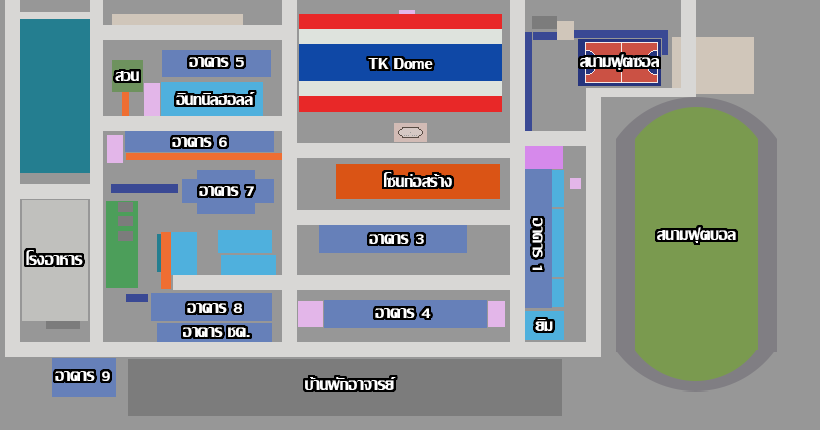 อาคาร 5
สวน
TK Dome
สนามฟุตซอล
อินทนิลฮอลล์
อาคาร 6
โซนก่อสร้าง
อาคาร 7
อาคาร 1
สนามฟุตบอล
อาคาร 3
โรงอาหาร
อาคาร 8
อาคาร 4
ยิม
อาคาร ชค.
อาคาร 9
บ้านพักอาจารย์